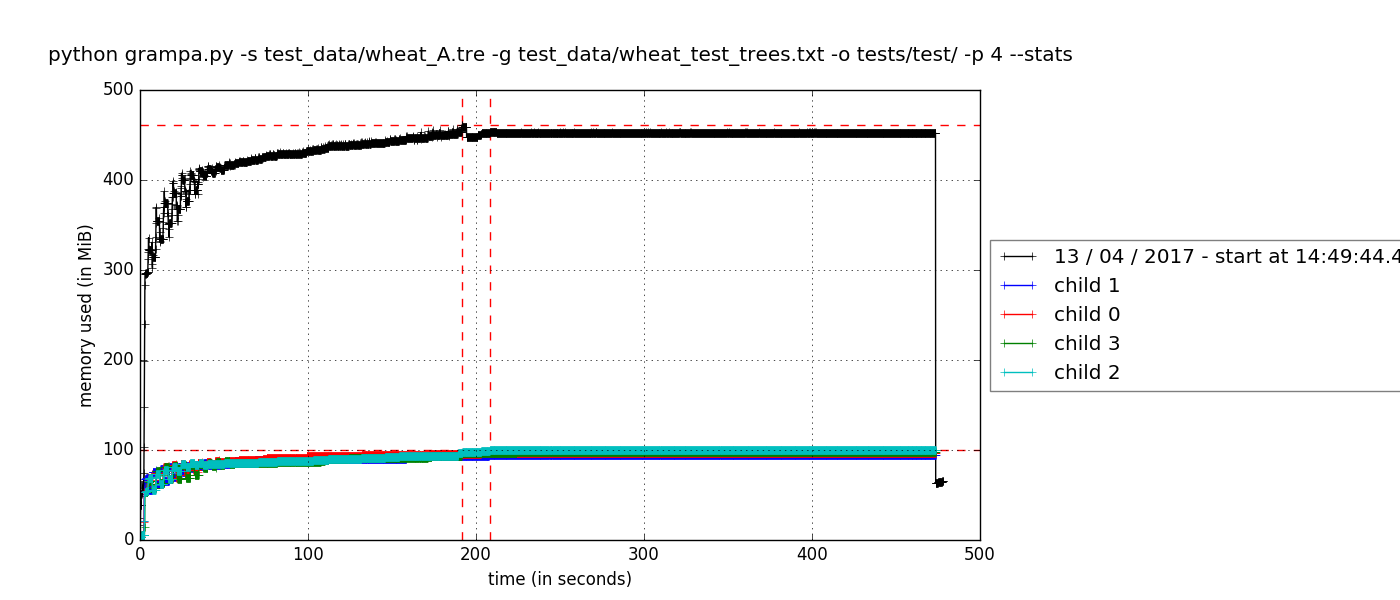 python grampa.py -s test_data/wheat_A.tre -g test_data/wheat_test_trees.txt -o tests/test/ -p 4 --stats
500
400
300
200
100
0
memory used (in MiB)
0 100 200 300 400 500
time (in seconds)
13 / 04 / 2017 - start at 14:49:44.4
child 1
child 0
child 3
child 2